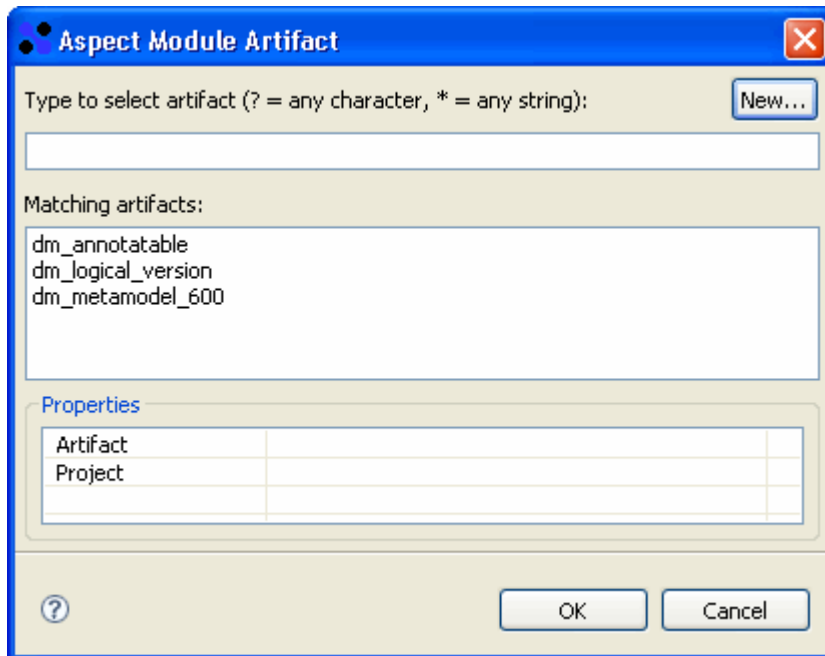 Aspect Module Artifact
Type to select artifact (? = any character, * = any string):
New...
Matching artifacts:
dm_annotatable
dm_logical_version
dm_metamodel_600
Properties
Artifact
Project
?
OK
Cancel